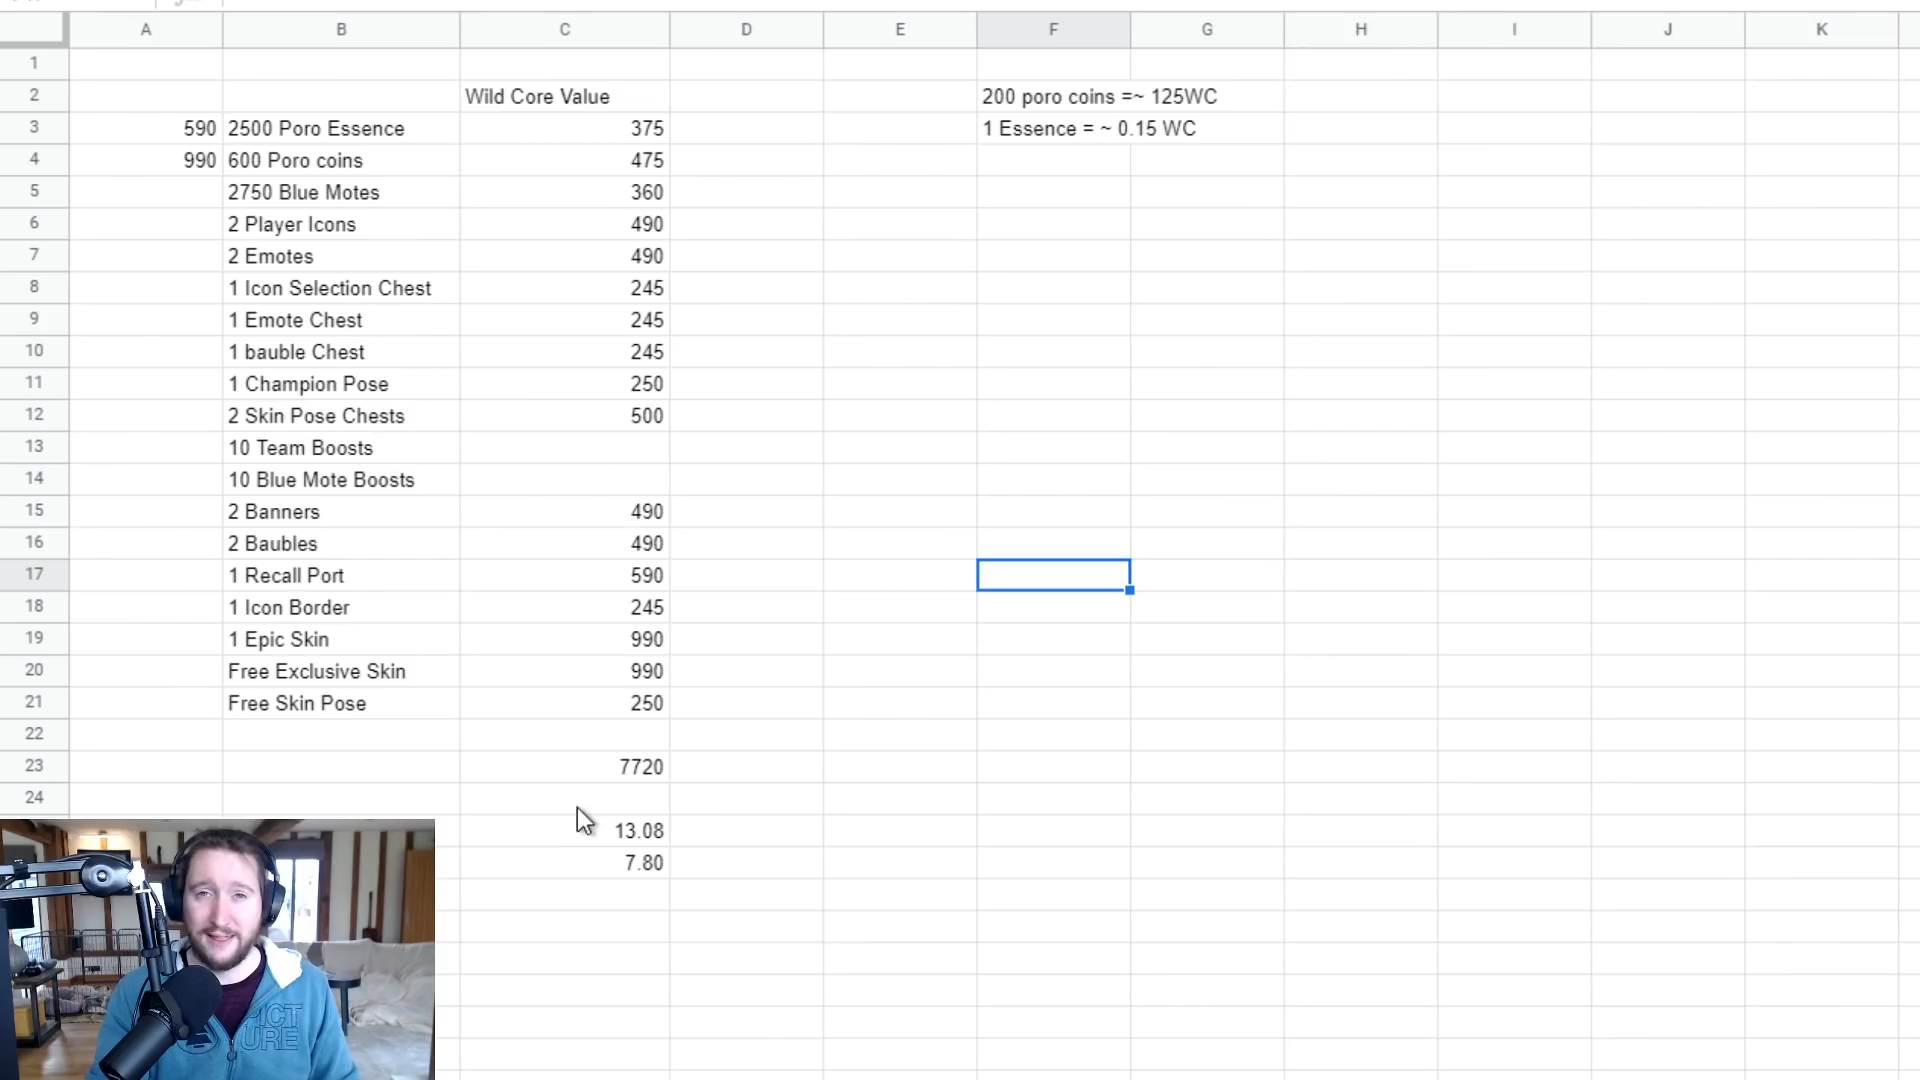 A B C D E F G H I J K
1
2 Wild Core Value 200 poro coins =~ 125WC
3 590 2500 Poro Essence 375 1 Essence = ~ 0.15 WC
4 990 600 Poro coins 475
5 2750 Blue Motes 360
6 2 Player Icons 490
7 2 Emotes 490
8 1 Icon Selection Chest 245
9 1 Emote Chest 245
10 1 bauble Chest 245
11 1 Champion Pose 250
12 2 Skin Pose Chests 500
13 10 Team Boosts
14 10 Blue Mote Boosts
15 2 Banners 490
16 2 Baubles 490
17 1 Recall Port 590
18 1 Icon Border 245
19 1 Epic Skin 990
20 Free Exclusive Skin 990
21 Free Skin Pose 250
22
23 7720
24
13.08
7.80
PICT
URE